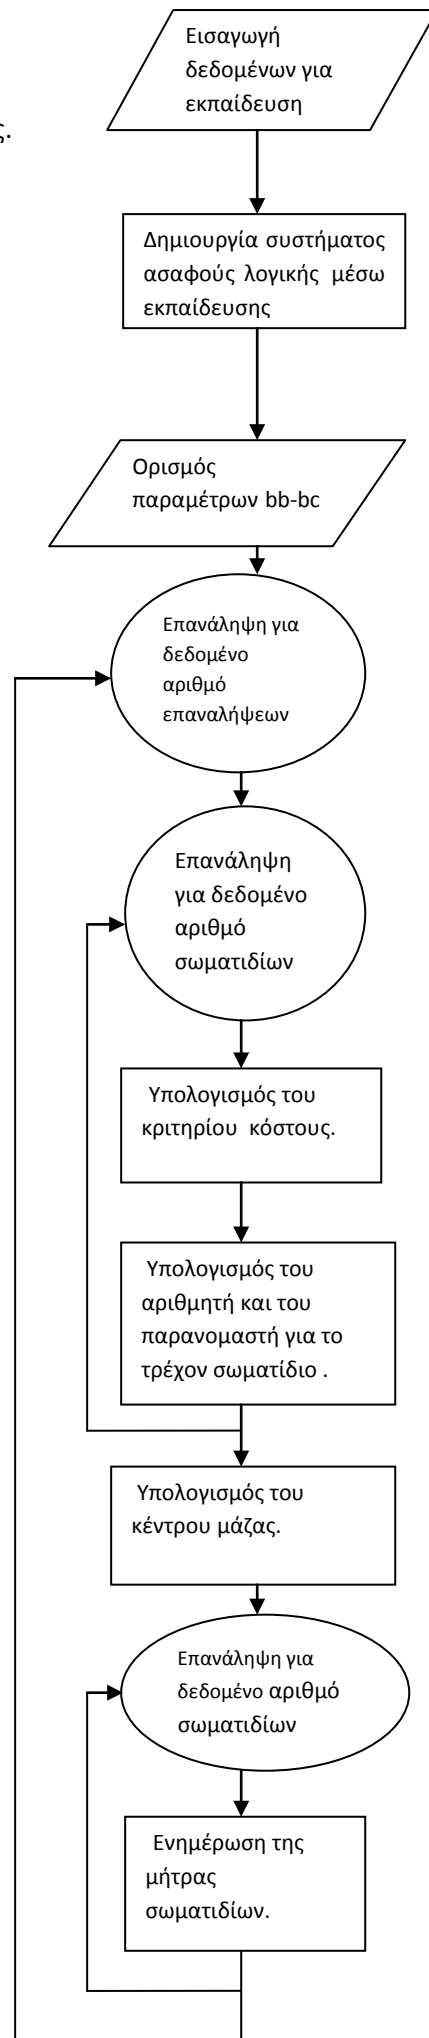 Εισαγωγή
δεδομένων για
εκπαίδευση
ς.
Δημιουργία συστήματος
ασαφούς λογικής μέσω
εκπαίδευσης
Ορισμός
παραμέτρων bb-bc
Επανάληψη για
δεδομένο
αριθμό
επαναλήψεων
Επανάληψη
για δεδομένο
αριθμό
σωματιδίων
Υπολογισμός του
κριτηρίου κόστους.
Υπολογισμός του
αριθμητή και του
παρανομαστή για το
τρέχον σωματίδιο .
Υπολογισμός του
κέντρου μάζας.
Επανάληψη για
δεδομένο αριθμό
σωματιδίων
Ενημέρωση της
μήτρας
σωματιδίων.